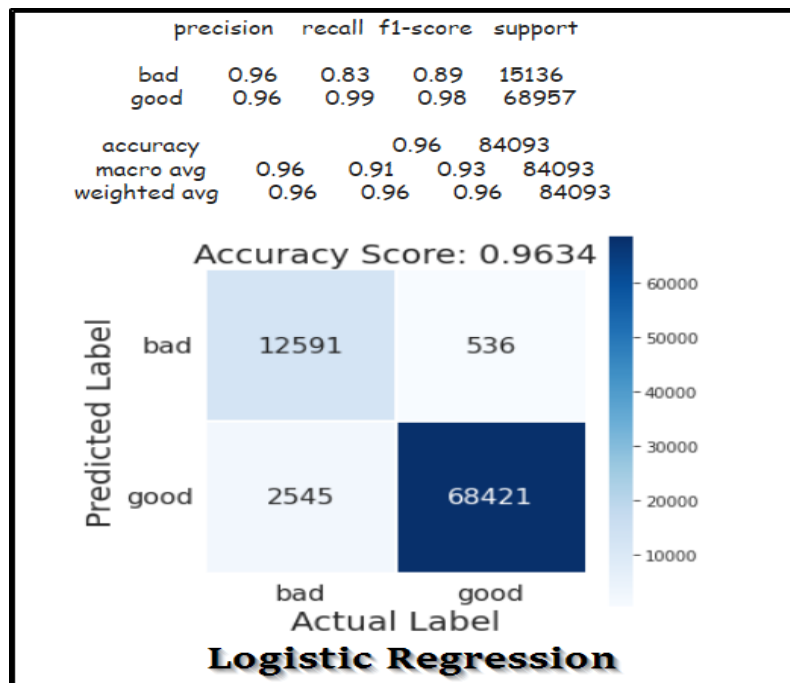 precision recall f1-score support
bad 0.96 0.83 0.89 15136
good 0.96 0.99 0.98 68957
accuracy 0.96 84093
macro avg 0.96 0.91 0.93 84093
weighted avg 0.96 0.96 0.96 84093
Accuracy Score: 0.9634
Predicted Label
bad 12591 536
good 2545 68421
bad good
Actual Label
60000
50000
40000
30000
20000
10000
Logistic Regression